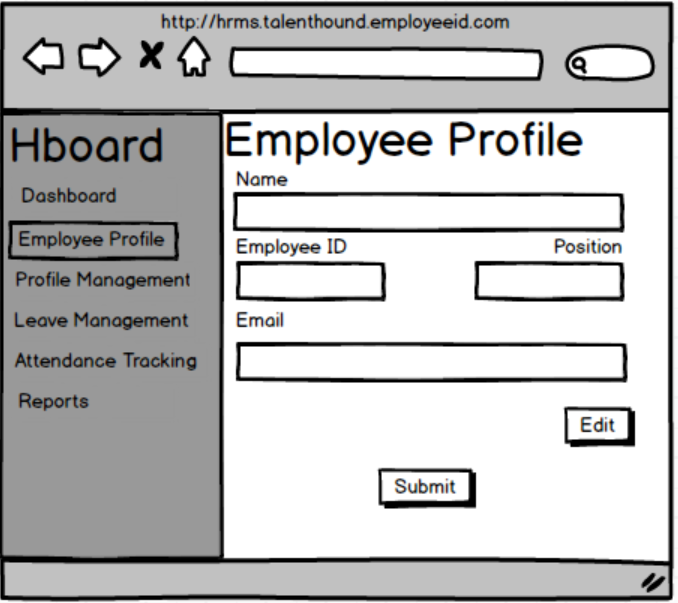 http://hrms.talenthound.employeeid.com
Hboard
Dashboard
Employee Profile
Profile Management
Leave Management
Attendance Tracking
Reports
Employee Profile
Name
Employee ID Position
Email
Edit
Submit